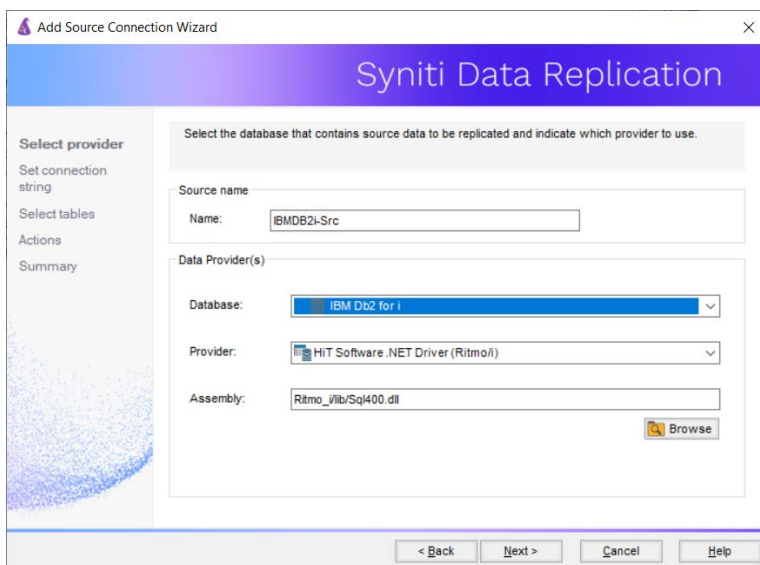 Add Source Connection Wizard
Syniti Data Replication
Select provider
Set connection
string
Select tables
Actions
Summary
Select the database that contains source data to be replicated and indicate which provider to use.
Source name
Name:
IBMDB2i-Src
Data Provider(s)
Database:
IBM Db2 for i
Provider:
HiT Software .NET Driver (Ritmo/i)
Assembly:
Ritmo_i/lib/Sql400.dll
Browse
< Back
Next >
Cancel
Help